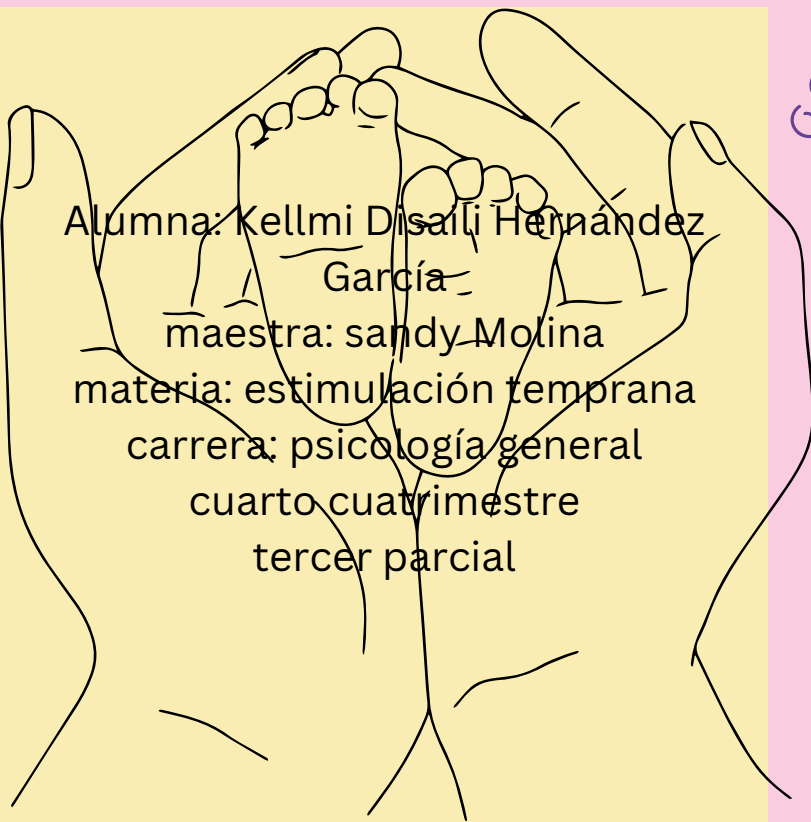 Alumna: Kellmi Disaili Hernández
García
maestra: sandy Molina
materia: estimulación temprana
carrera: psicología general
cuarto cuatrimestre
tercer parcial